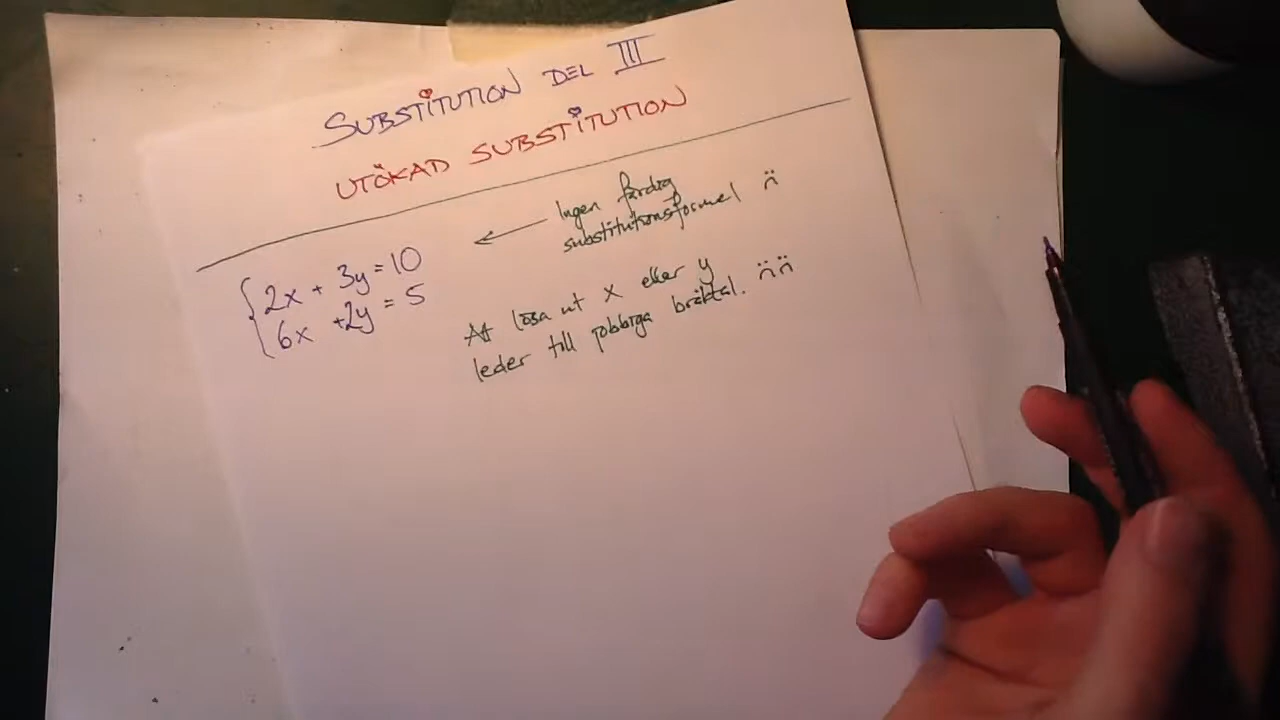 SUBSTITUTION DEL III
UTÖKAD SUBSTITUTION
Ingen färdig
substitutionsformel
2x + 3y = 10
6x + 2y = 5
Att lösa ut x eller y
leder till jobbiga bråktal.